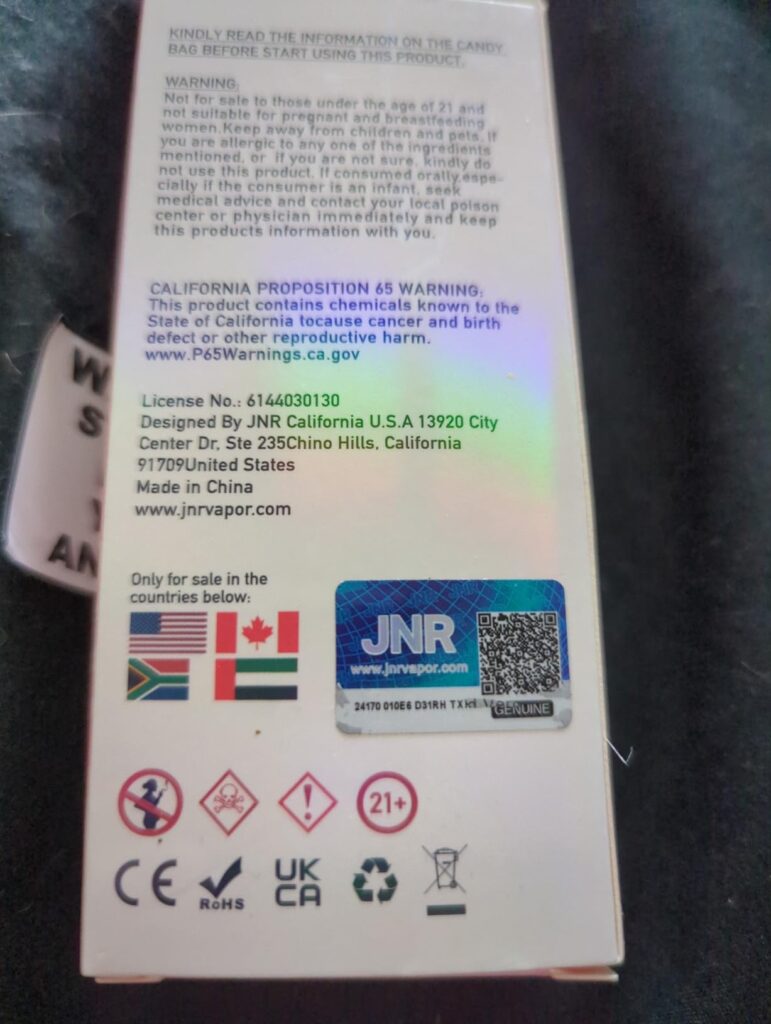 KINDLY READ THE INFORMATION ON THE CANDY
BAG BEFORE START USING THIS PRODUCT.
WARNING:
Not for sale to those under the age of 21 and
not suitable for pregnant and breastfeeding
women.Keep away from children and pets. If
you are allergic to any one of the ingredients
mentioned, or if you are not sure, kindly do
not use this product. If consumed orally,espe-
cially if the consumer is an infant, seek
medical advice and contact your local poison
center or physician immediately and keep
this products information with you.
CALIFORNIA PROPOSITION 65 WARNING:
This product contains chemicals known to the
State of California tocause cancer and birth
defect or other reproductive harm.
www.P65Warnings.ca.gov
License No.: 6144030130
Designed By JNR California U.S.A 13920 City
Center Dr, Ste 235Chino Hills, California
91709United States
Made in China
www.jnrvapor.com
Only for sale in the
countries below:
JNR
www.jnrvapor.com
24170 010E6 D31RH
GENUINE
21+
CE
RoHS
UK
CA
W
S
Y
AN